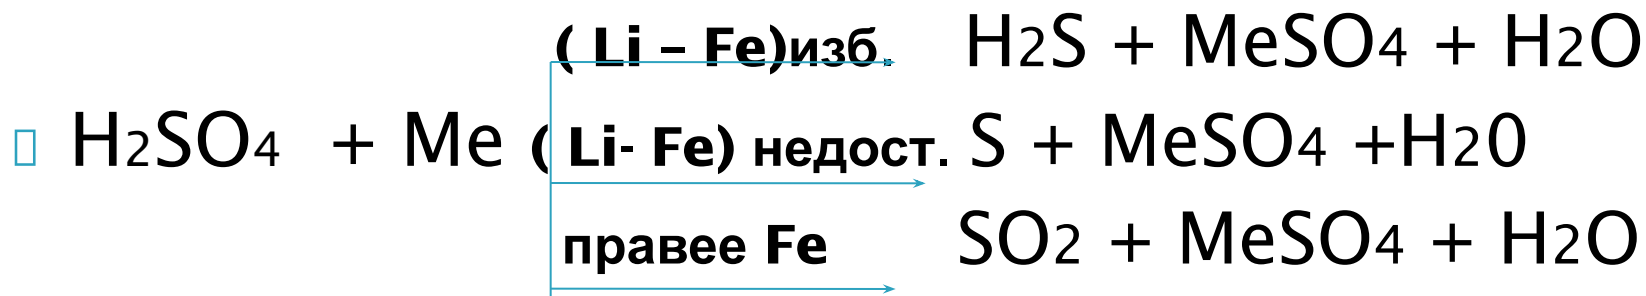 ( Li – Fe)изб. H2S + MeSO4 + H2O
H2SO4 + Me ( Li- Fe) недост. S + MeSO4 +H20
правее Fe SO2 + MeSO4 + H2O